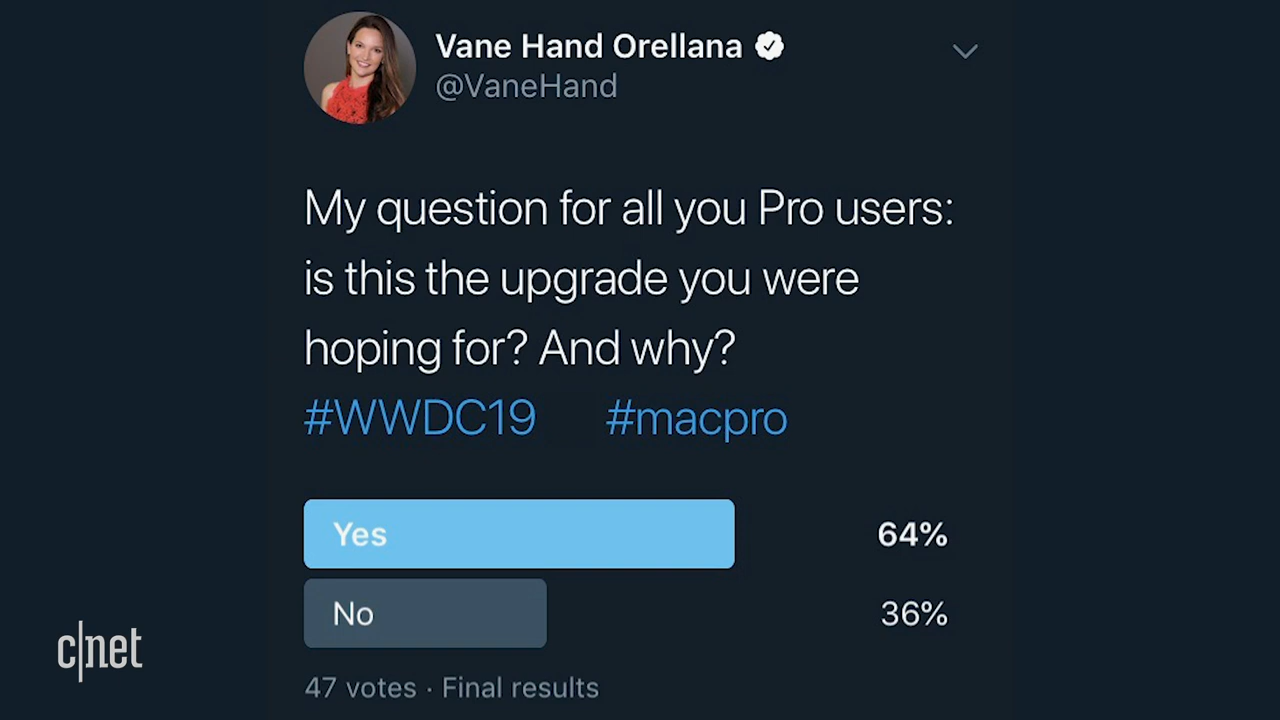 Vane Hand Orellana
@VaneHand
My question for all you Pro users:
is this the upgrade you were
hoping for? And why?
#WWDC19 #macpro
Yes 64%
No 36%
47 votes · Final results
c|net